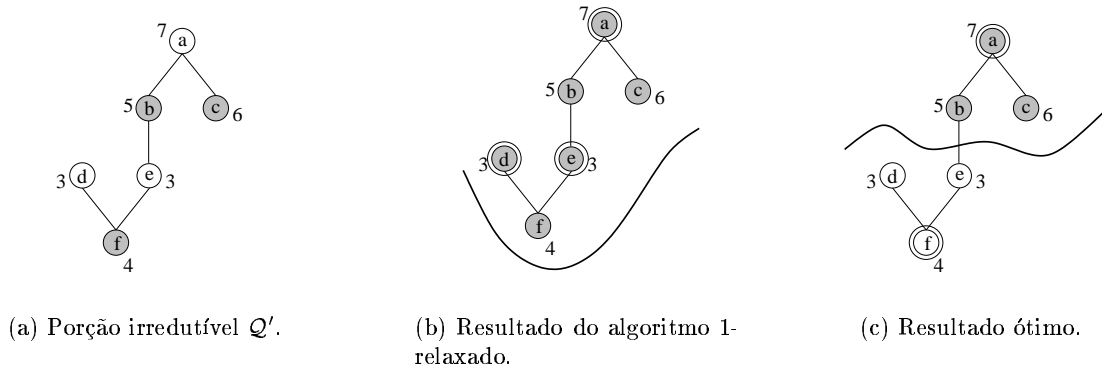 7 a
5 b c 6
3 d e 3
f
4
(a) Porção irredutível Q′.
7 a
5 b c 6
3 d e 3
f
4
(b) Resultado do algoritmo 1-
relaxado.
7 a
5 b c 6
3 d e 3
f
4
(c) Resultado ótimo.